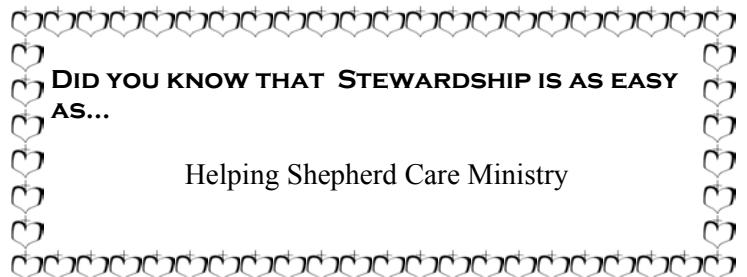 DID YOU KNOW THAT STEWARDSHIP IS AS EASY
AS...
Helping Shepherd Care Ministry